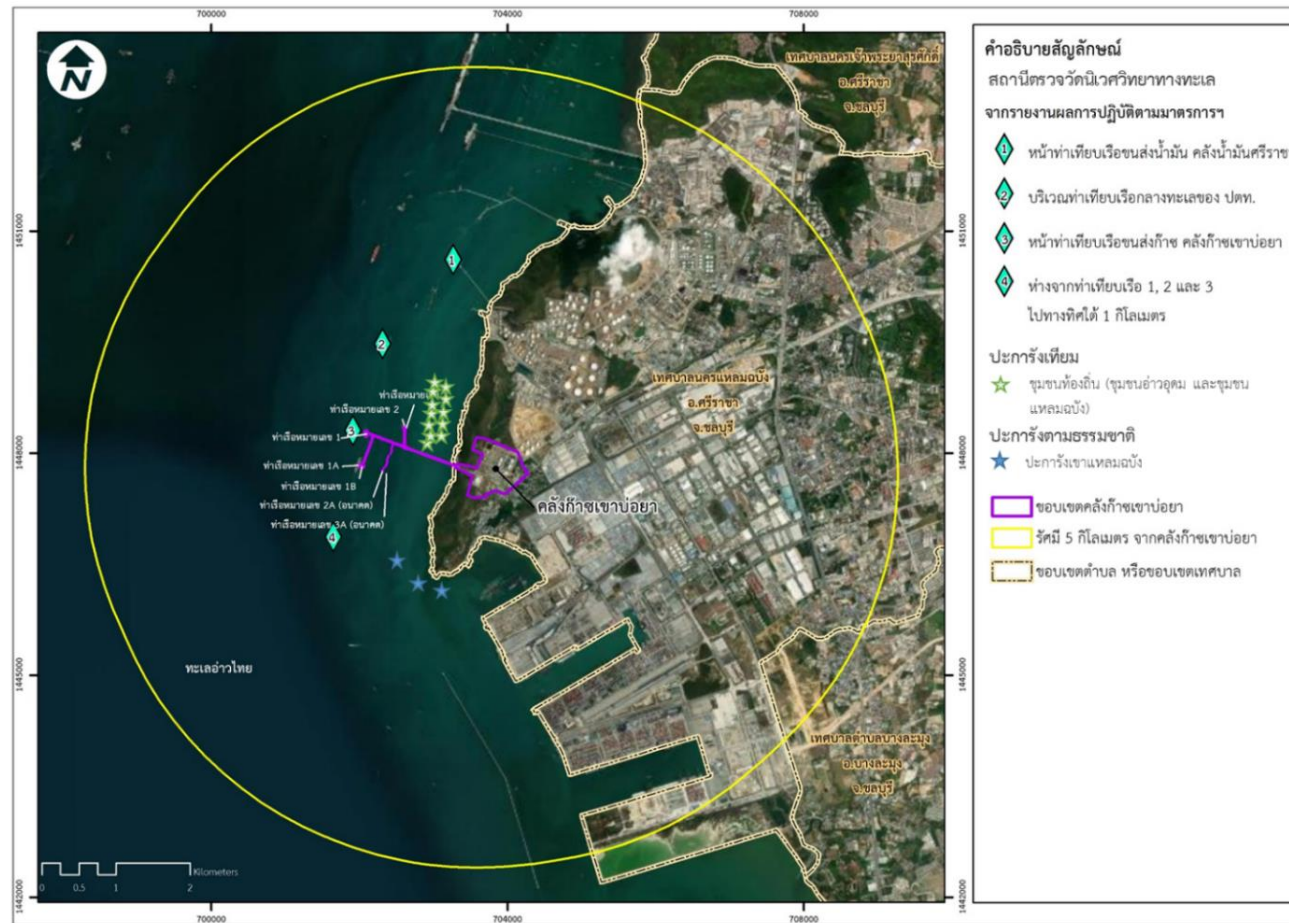 700000
704000
708000
1451000
1448000
1445000
1442000
1451000
1448000
1445000
1442000
N
เทศบาลนครเจ้าพระยาสุรศักดิ์
อ.ศรีราชา
จ.ชลบุรี
1
2
ท่าเรือหมายเลข
ท่าเรือหมายเลข 2
3
ท่าเรือหมายเลข 1
ท่าเรือหมายเลข 1A
ท่าเรือหมายเลข 1B
ท่าเรือหมายเลข 2A (อนาคต)
ท่าเรือหมายเลข 3A (อนาคต)
4
เทศบาลนครแหลมฉบัง
อ.ศรีราชา
จ.ชลบุรี
คลังก๊าซเขาบ่อยา
ทะเลอ่าวไทย
เทศบาลตำบลบางละมุง
อ.บางละมุง
จ.ชลบุรี
Kilometers
0 0.5 1 2
700000
704000
708000
คำอธิบายสัญลักษณ์
สถานีตรวจวัดนิเวศวิทยาทางทะเล
จากรายงานผลการปฏิบัติตามมาตรการฯ
1 หน้าท่าเทียบเรือขนส่งน้ำมัน คลังน้ำมันศรีราช
2 บริเวณท่าเทียบเรือกลางทะเลของ ปตท.
3 หน้าท่าเทียบเรือขนส่งก๊าซ คลังก๊าซเขาบ่อยา
4 ห่างจากท่าเทียบเรือ 1, 2 และ 3
ไปทางทิศใต้ 1 กิโลเมตร
ปะการังเทียม
ชุมชนท้องถิ่น (ชุมชนอ่าวอุดม และชุมชน
แหลมฉบัง)
ปะการังตามธรรมชาติ
ปะการังเขาแหลมฉบัง
ขอบเขตคลังก๊าซเขาบ่อยา
รัศมี 5 กิโลเมตร จากคลังก๊าซเขาบ่อยา
ขอบเขตตำบล หรือขอบเขตเทศบาล